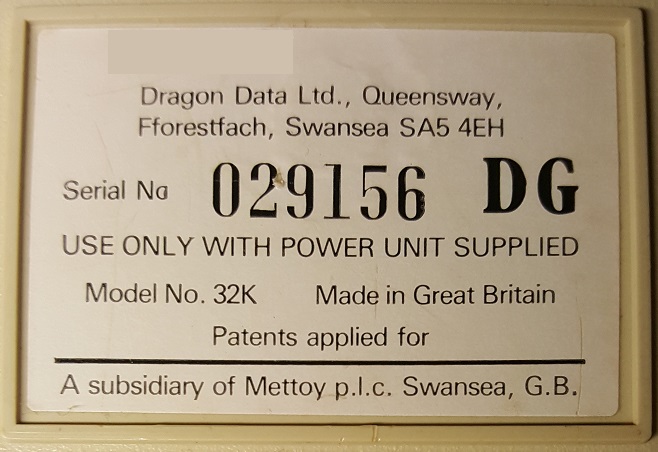 Dragon Data Ltd., Queensway,
Fforestfach, Swansea SA5 4EH
Serial No 029156 DG
USE ONLY WITH POWER UNIT SUPPLIED
Model No. 32K Made in Great Britain
Patents applied for
A subsidiary of Mettoy p.l.c. Swansea, G.B.